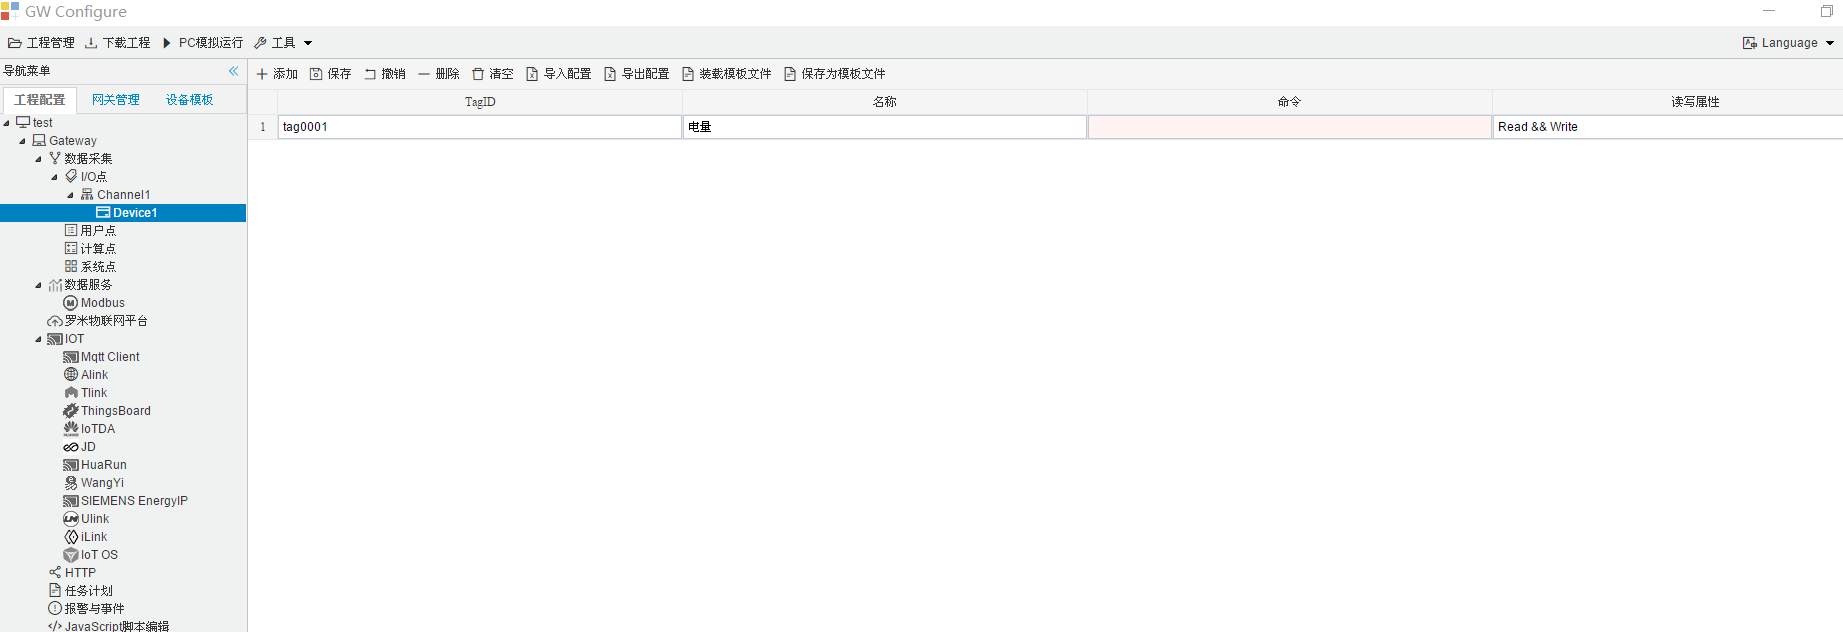 GW Configure
工程管理 下载工程 PC模拟运行 工具 Language
导航菜单
添加 保存 撤销 删除 清空 导入配置 导出配置 装载模板文件 保存为模板文件
工程配置 网关管理 设备模板
TagID 名称 命令 读写属性
1 tag0001 电量 Read && Write
test
Gateway
数据采集
I/O点
Channel1
Device1
用户点
计算点
系统点
数据服务
Modbus
罗米物联网平台
IOT
Mqtt Client
Alink
Tlink
ThingsBoard
IoTDA
JD
HuaRun
WangYi
SIEMENS EnergyIP
Ulink
iLink
IoT OS
HTTP
任务计划
报警与事件
JavaScript脚本编辑